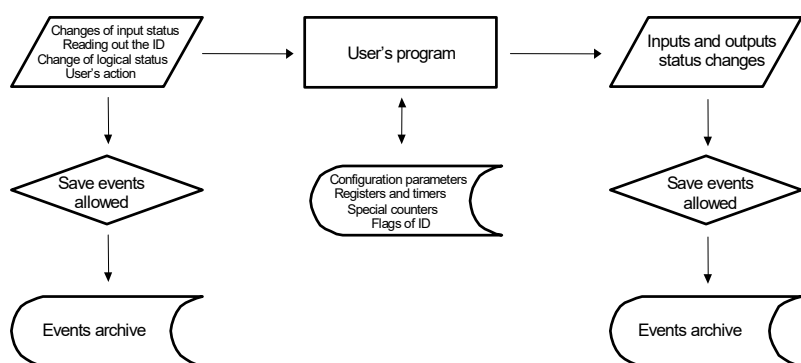 Changes of input status
Reading out the ID
Change of logical status
User's action
User's program
Inputs and outputs
status changes
Save events
allowed
Configuration parameters
Registers and timers
Special counters
Flags of ID
Save events
allowed
Events archive
Events archive